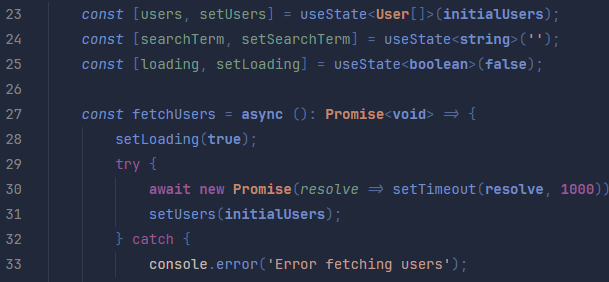 23 const [users, setUsers] = useState<User[]>(initialUsers);
24 const [searchTerm, setSearchTerm] = useState<string>('');
25 const [loading, setLoading] = useState<boolean>(false);
26
27 const fetchUsers = async (): Promise<void> => {
28 setLoading(true);
29 try {
30 await new Promise(resolve => setTimeout(resolve, 1000))
31 setUsers(initialUsers);
32 } catch {
33 console.error('Error fetching users');